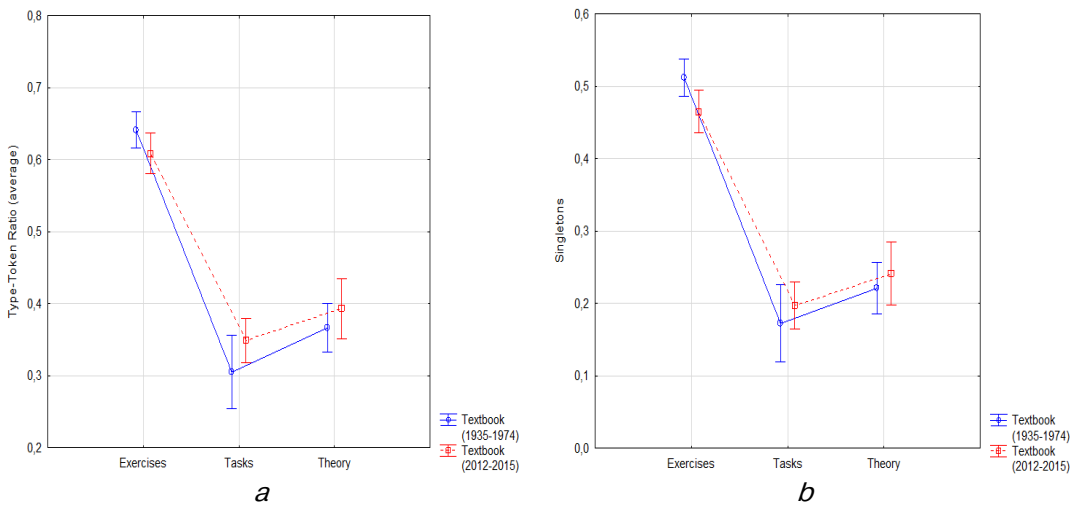 0,8
0,7
0,6
0,5
0,4
0,3
0,2
Type-Token Ratio (average)
Exercises Tasks Theory
Textbook
(1935-1974)
Textbook
(2012-2015)
a
0,6
0,5
0,4
0,3
0,2
0,1
0,0
Singletons
Exercises Tasks Theory
Textbook
(1935-1974)
Textbook
(2012-2015)
b